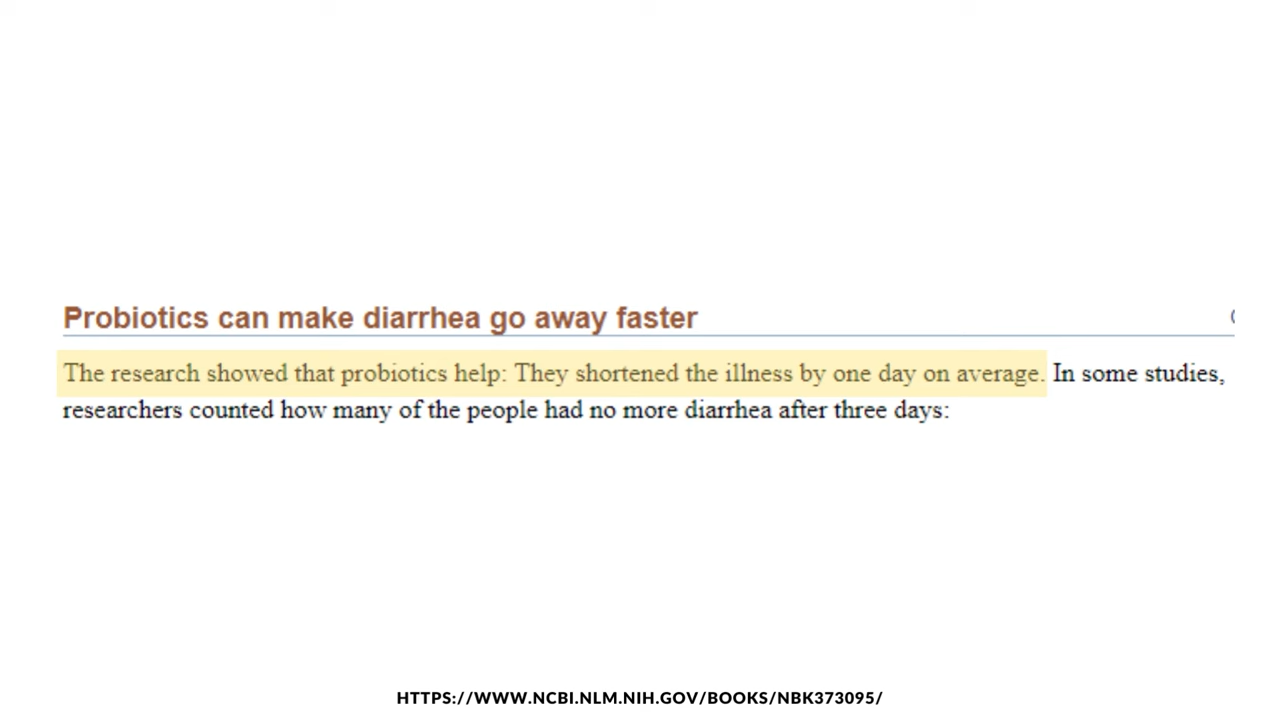 Probiotics can make diarrhea go away faster
The research showed that probiotics help: They shortened the illness by one day on average. In some studies,
researchers counted how many of the people had no more diarrhea after three days:
HTTPS://WWW.NCBI.NLM.NIH.GOV/BOOKS/NBK373095/